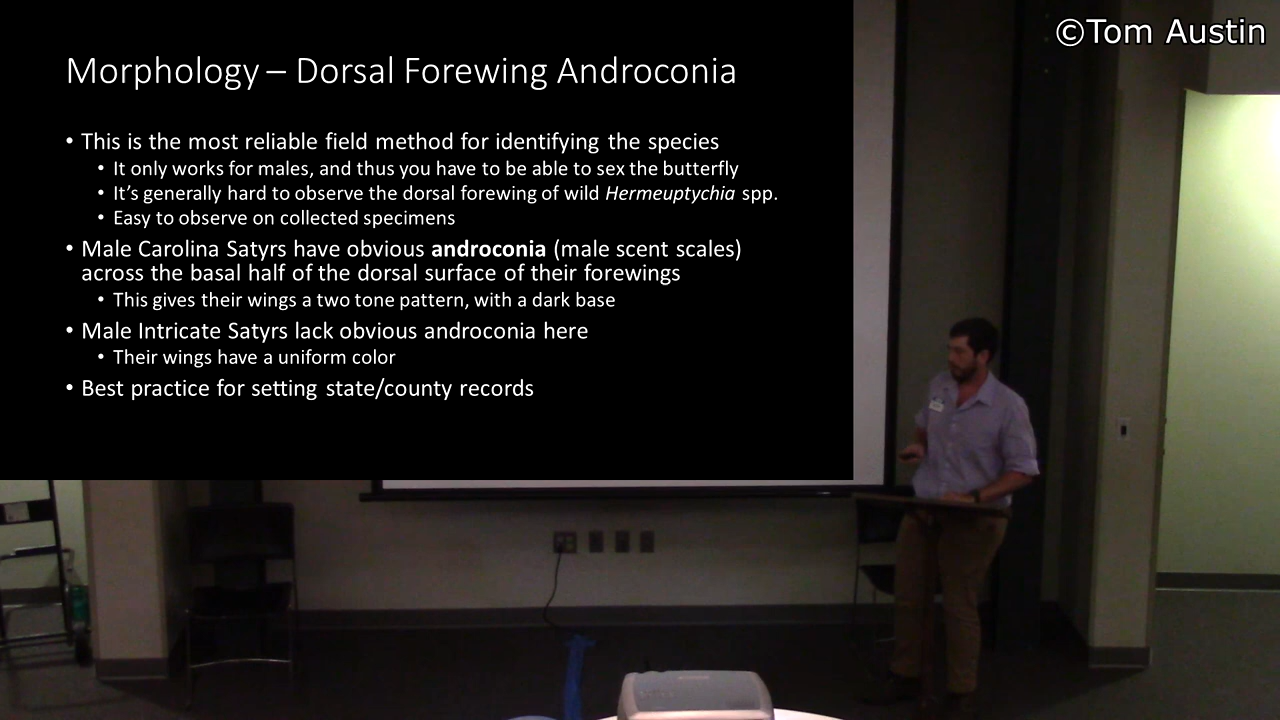 ©Tom Austin
Morphology – Dorsal Forewing Androconia
• This is the most reliable field method for identifying the species
• It only works for males, and thus you have to be able to sex the butterfly
• It's generally hard to observe the dorsal forewing of wild Hermeuptychia spp.
• Easy to observe on collected specimens
• Male Carolina Satyrs have obvious androconia (male scent scales)
across the basal half of the dorsal surface of their forewings
• This gives their wings a two tone pattern, with a dark base
• Male Intricate Satyrs lack obvious androconia here
• Their wings have a uniform color
• Best practice for setting state/county records